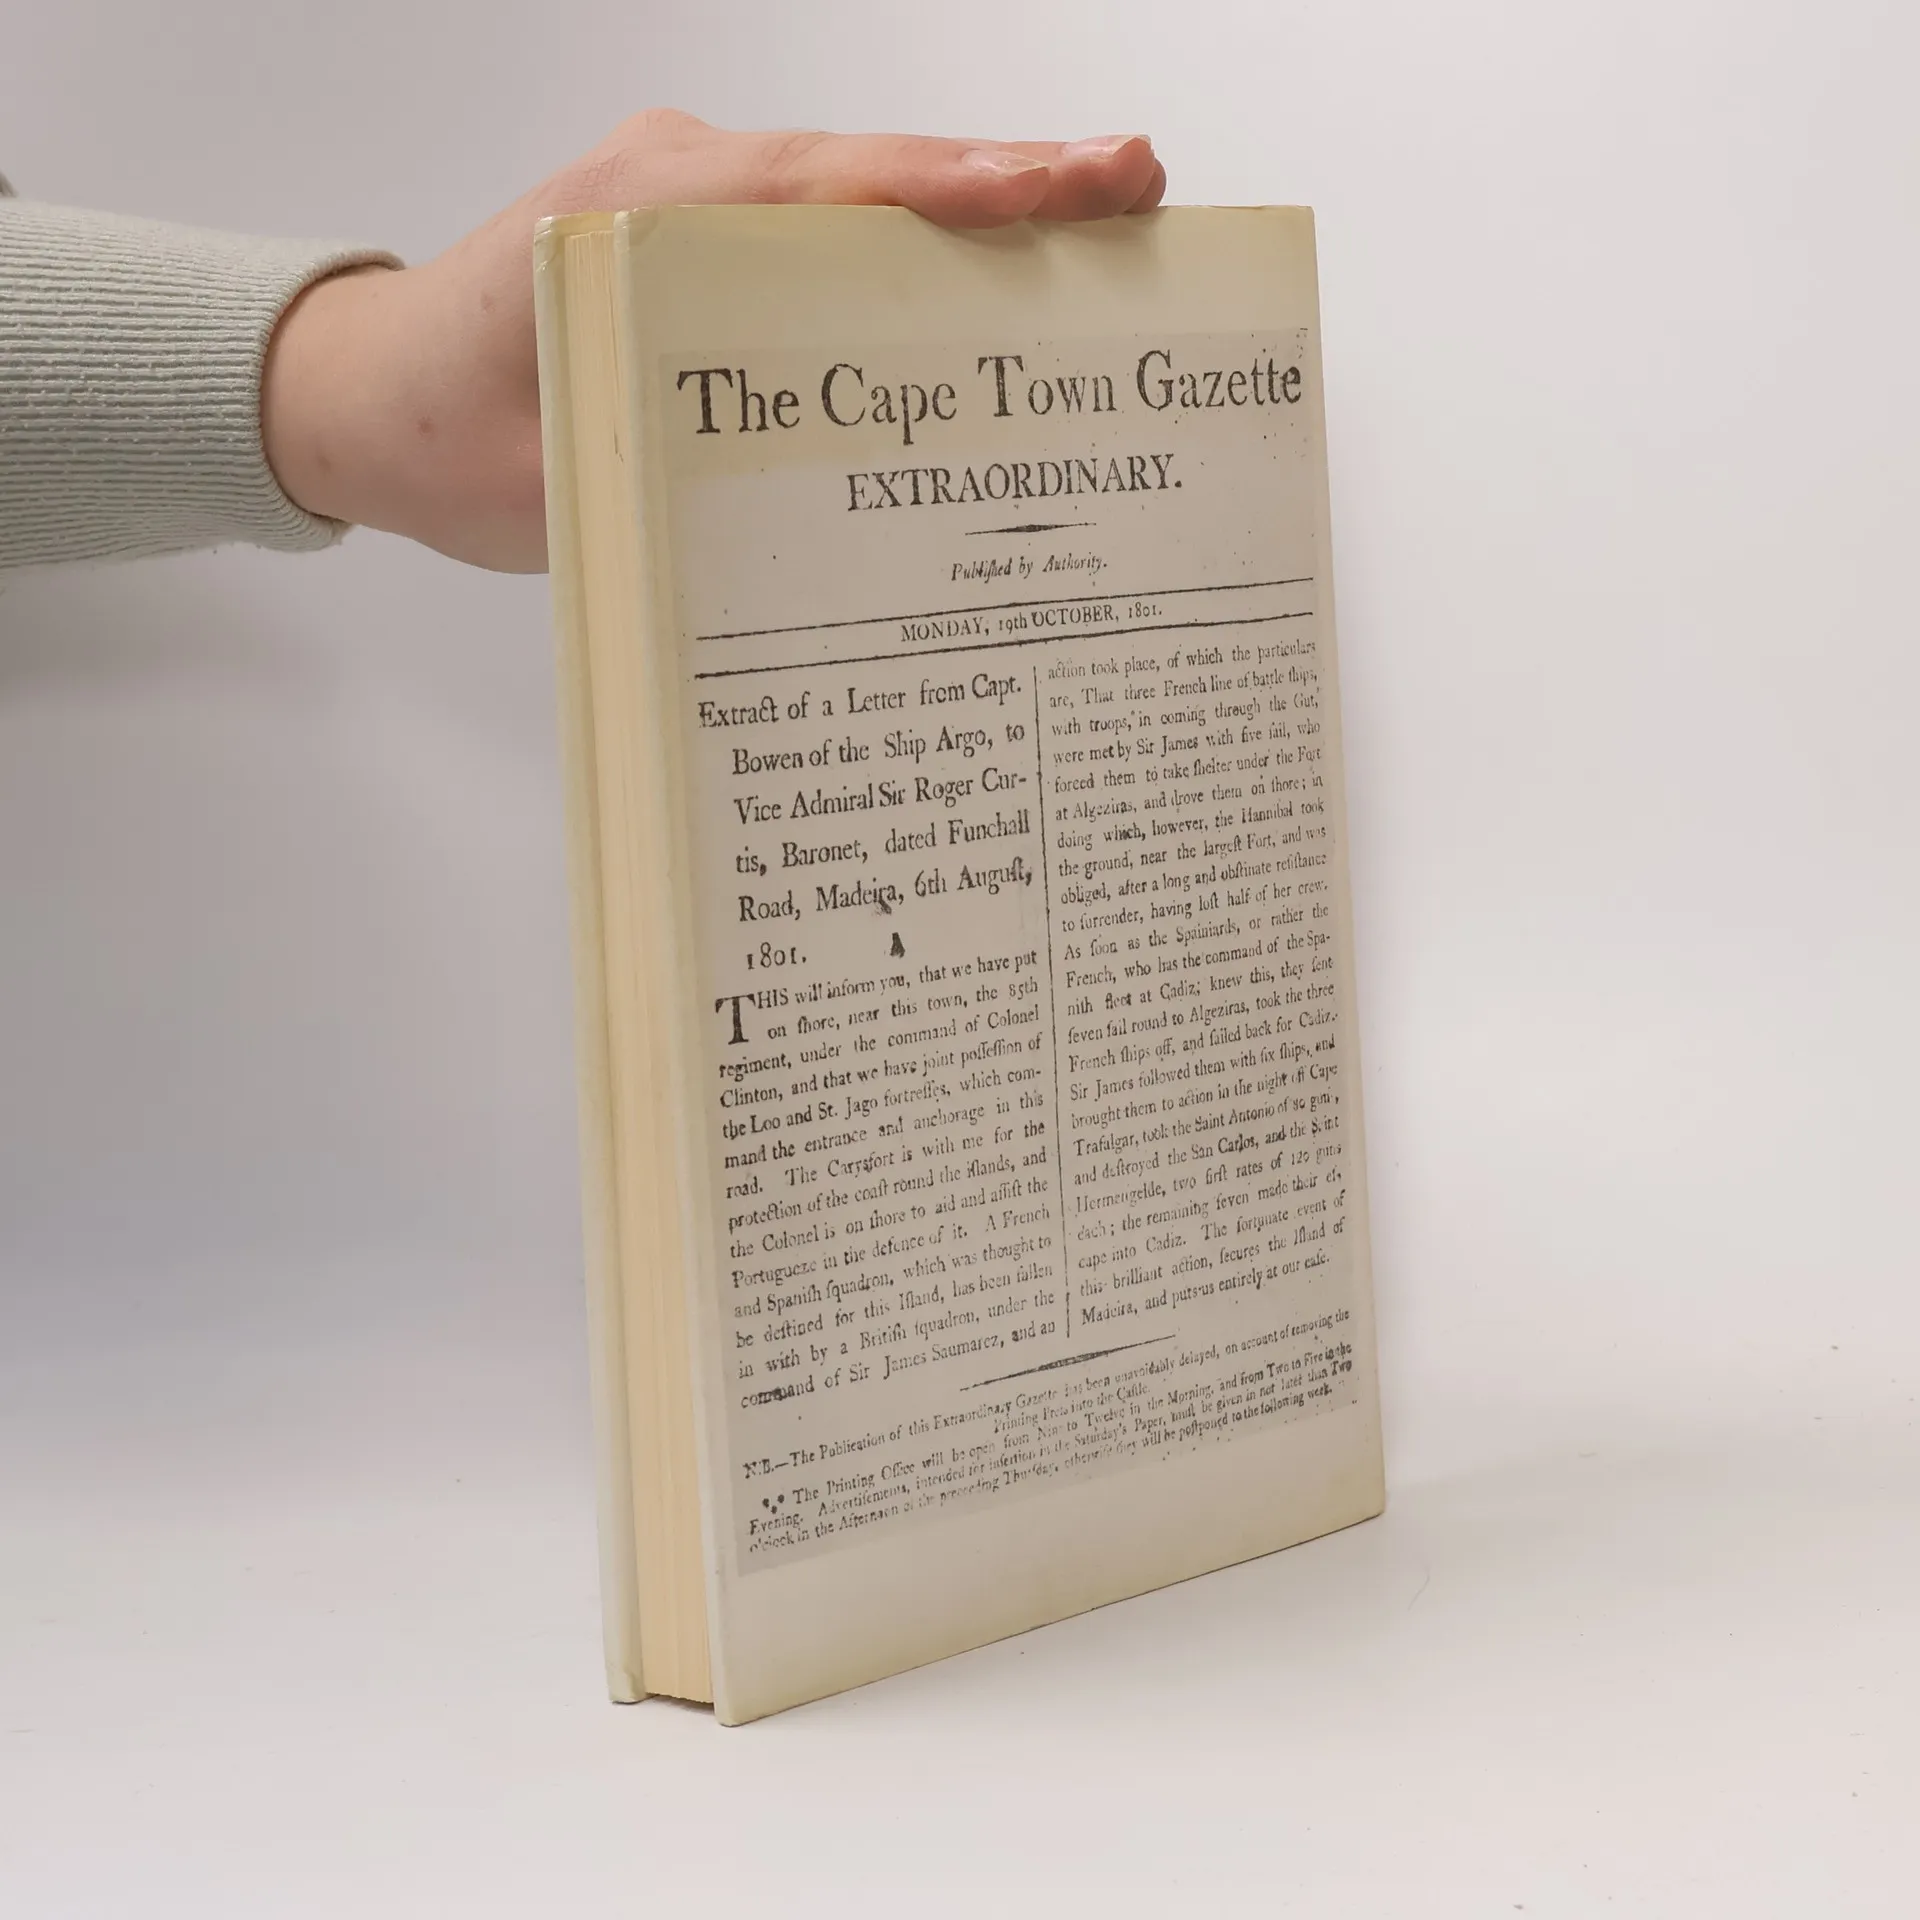 The Cape Town Gazette
EXTRAORDINARY.
Publiſhed by Authority.
MONDAY, 19th OCTOBER, 1801.
Extract of a Letter from Capt.
Bowen of the Ship Argo, to
Vice Admiral Sir Roger Cur-
tis, Baronet, dated Funchall
Road, Madeira, 6th Auguſt,
1801.
THIS will inform you, that we have put
on ſhore, near this town, the 85th
regiment, under the command of Colonel
Clinton, and that we have joint poſſeſſion of
the Loo and St. Jago fortreſſes, which com-
mand the entrance and anchorage in this
road. The Carysfort is with me for the
protection of the coaſt round the iſlands, and
the Colonel is on ſhore to aid and aſſiſt the
Portugueze in the defence of it. A French
and Spaniſh ſquadron, which was thought to
be deſtined for this Iſland, has been fallen
in with by a Britiſh ſquadron, under the
command of Sir James Saumarez, and an
action took place, of which the particulars
are, That three French line of battle ſhips,
with troops, in coming through the Gut,
were met by Sir James with five ſail, who
forced them to take ſhelter under the Fort
at Algeziras, and drove them on ſhore; in
doing which, however, the Hannibal took
the ground, near the largeſt Fort, and was
obliged, after a long and obſtinate reſiſtance
to ſurrender, having loſt half of her crew.
As ſoon as the Spainiards, or rather the
French, who has the command of the Spa-
niſh fleet at Cadiz; knew this, they ſent
ſeven ſail round to Algeziras, took the three
French ſhips off, and ſailed back for Cadiz.
Sir James followed them with ſix ſhips, and
brought them to action in the night off Cape
Trafalgar, took the Saint Antonio of 80 guns,
and deſtroyed the San Carlos, and the Saint
Hermengelde, two firſt rates of 120 guns
each; the remaining ſeven made their eſ-
cape into Cadiz. The fortunate event of
this brilliant action, ſecures the Iſland of
Madeira, and puts us entirely at our eaſe.
N.B.—The Publication of this Extraordinary Gazette has been unavoidably delayed, on account of removing the
Printing Preſs into the Caſtle.
The Printing Office will be open from Nine to Twelve in the Morning, and from Two to Five in the
Evening. Advertiſements, intended for inſertion in the Saturday's Paper, muſt be given in not later than Two
o'clock in the Afternoon of the preceeding Thurſday, otherwiſe they will be poſtponed to the following week.